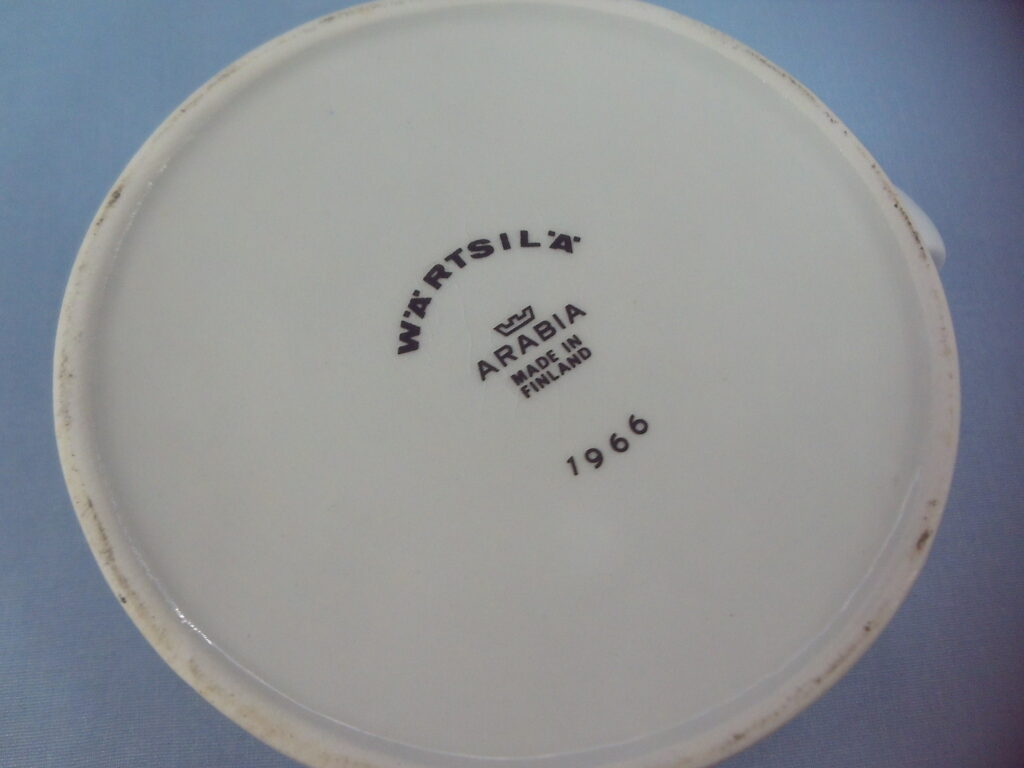 WÄRTSILÄ
ARABIA
MADE IN
FINLAND
1966